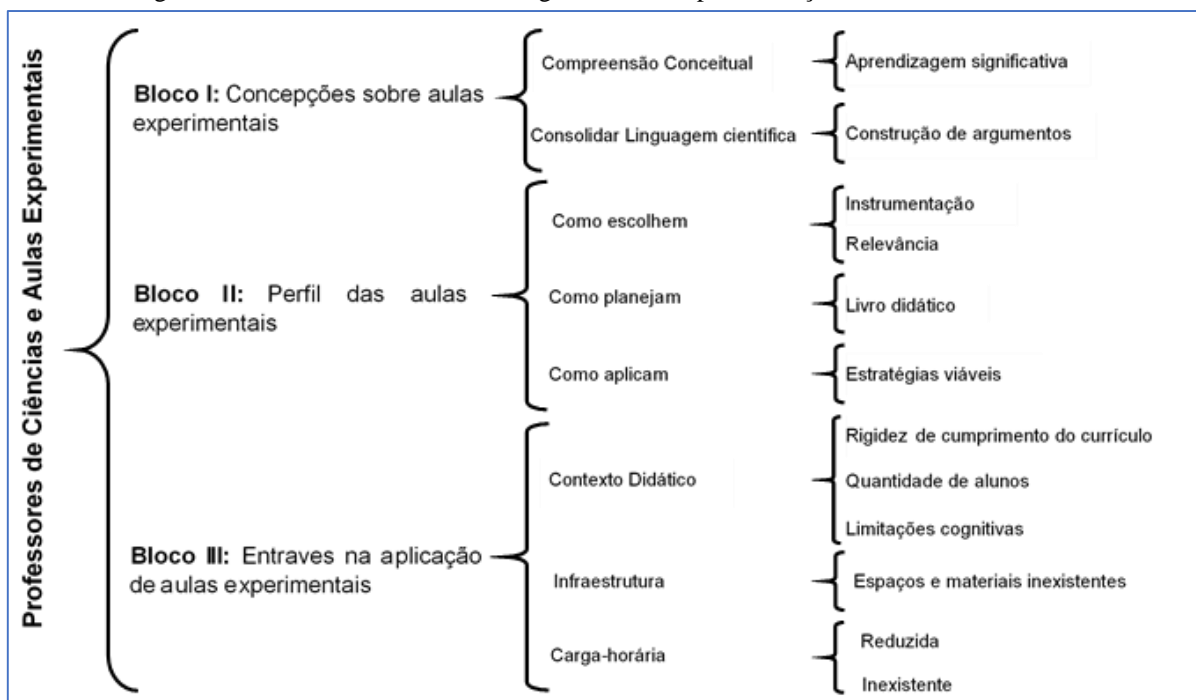 Professores de Ciências e Aulas Experimentais
Bloco I: Concepções sobre aulas
experimentais
Compreensão Conceitual
Aprendizagem significativa
Consolidar Linguagem científica
Construção de argumentos
Bloco II: Perfil das aulas
experimentais
Como escolhem
Instrumentação
Relevância
Como planejam
Livro didático
Como aplicam
Estratégias viáveis
Bloco III: Entraves na aplicação
de aulas experimentais
Contexto Didático
Rigidez de cumprimento do currículo
Quantidade de alunos
Limitações cognitivas
Infraestrutura
Espaços e materiais inexistentes
Carga-horária
Reduzida
Inexistente